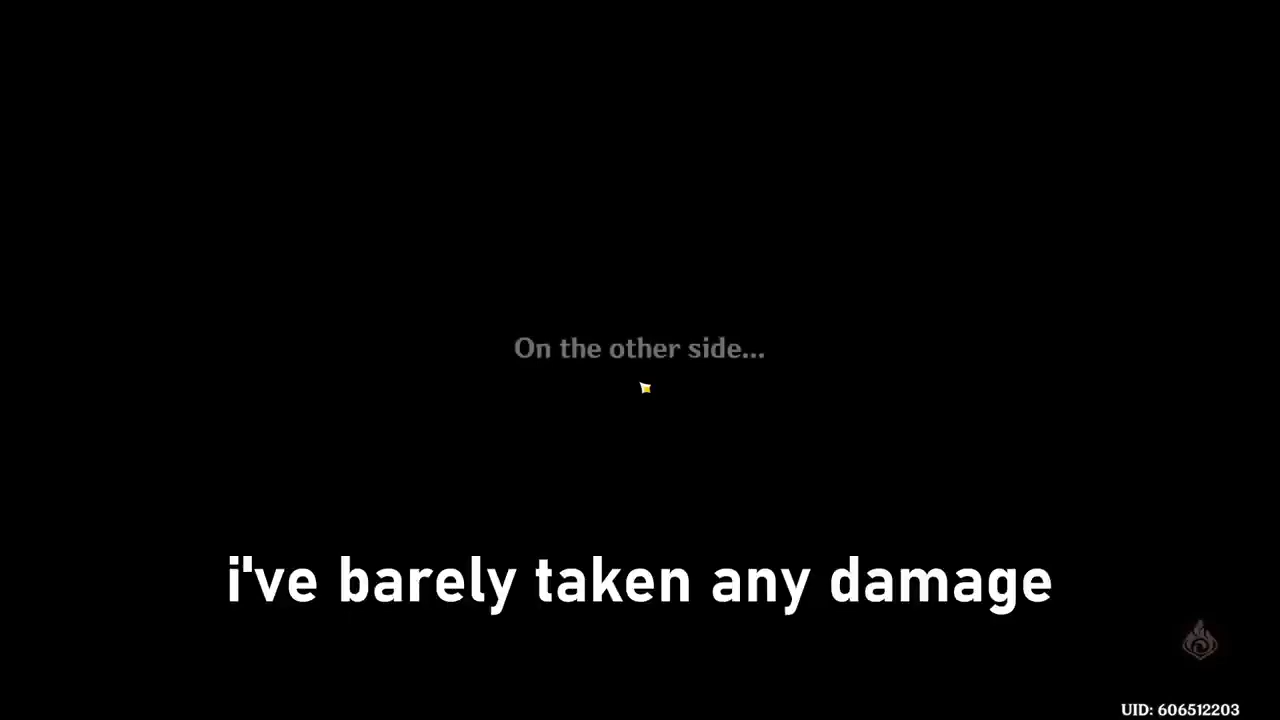 On the other side...
i've barely taken any damage
UID: 606512203